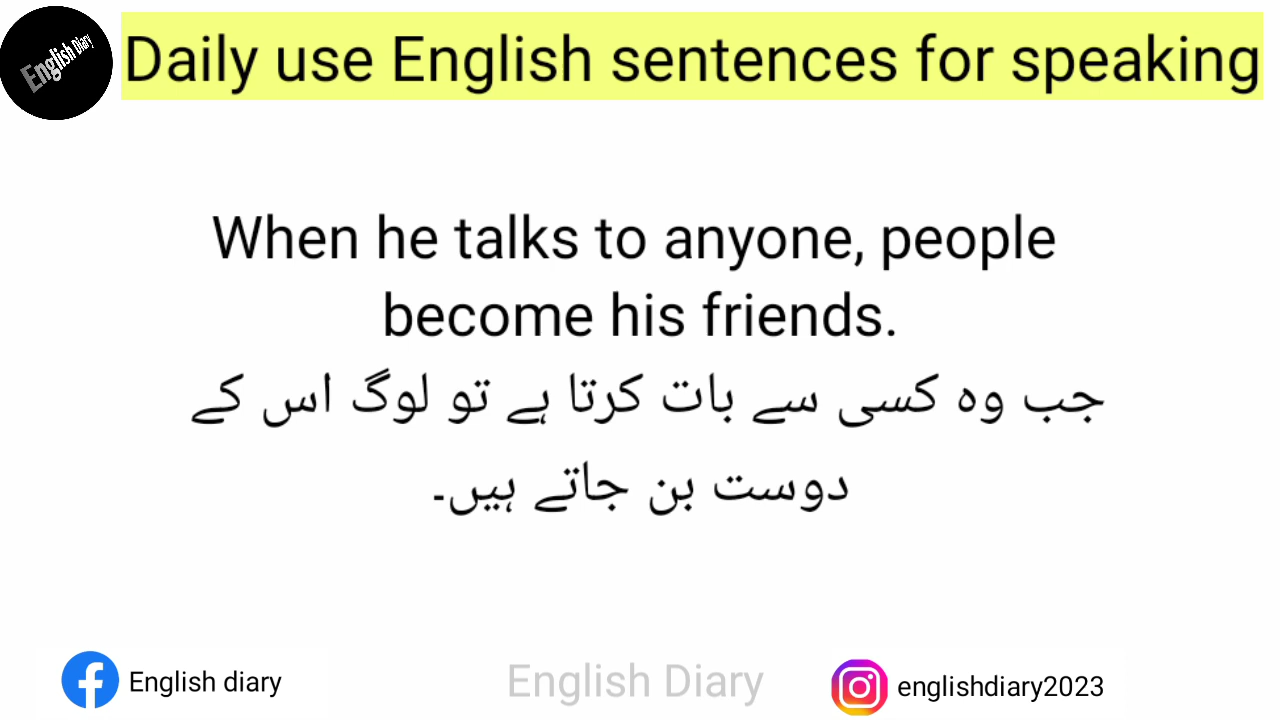 English Diary
Daily use English sentences for speaking
When he talks to anyone, people
become his friends.
جب وہ کسی سے بات کرتا ہے تو لوگ اس کے
دوست بن جاتے ہیں۔
English diary
English Diary
englishdiary2023